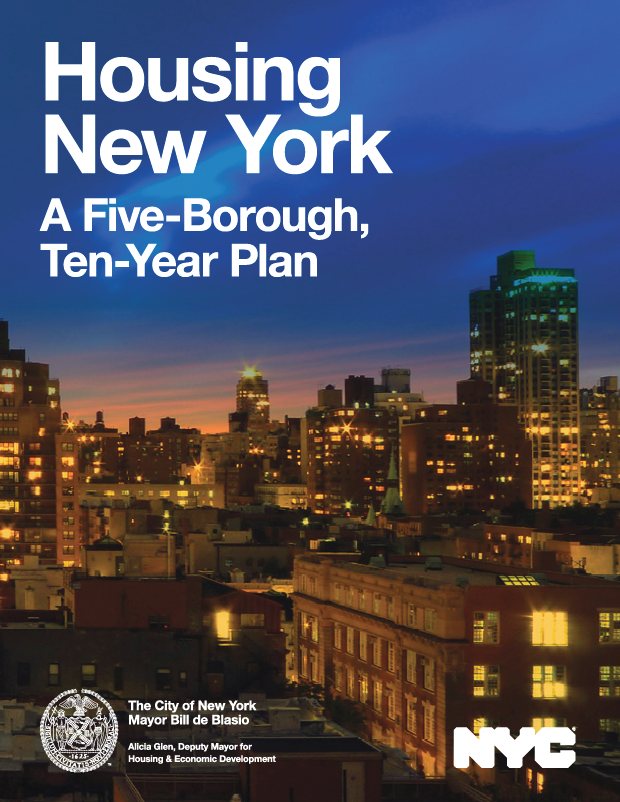 Housing
New York
A Five-Borough,
Ten-Year Plan
The City of New York
Mayor Bill de Blasio
Alicia Glen, Deputy Mayor for
Housing & Economic Development
1625
NYC